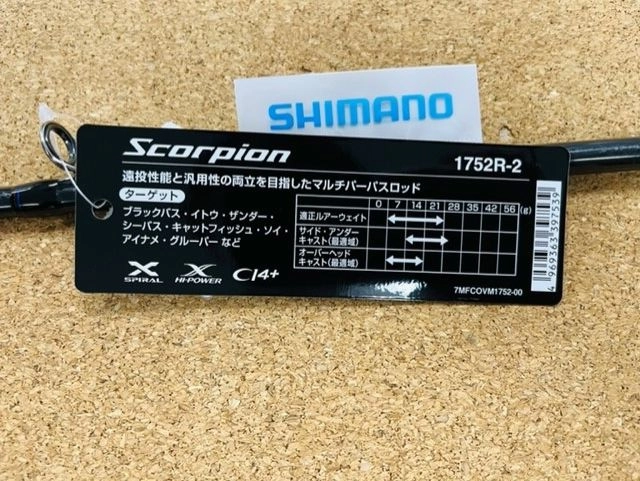 SHIMANO
Scorpion 1752R-2
遠投性能と汎用性の両立を目指したマルチパーパスロッド
ターゲット
ブラックバス・イトウ・ザンダー・
シーバス・キャットフィッシュ・ソイ・
アイナメ・グルーパー など
0 7 14 21 28 35 42 56 (g)
適正ルアーウェイト
サイド・アンダー
キャスト(最適域)
オーバーヘッド
キャスト(最適域)
X SPIRAL
X HI-POWER
CI4+
7MFCOVM1752-00
4 969363 397539